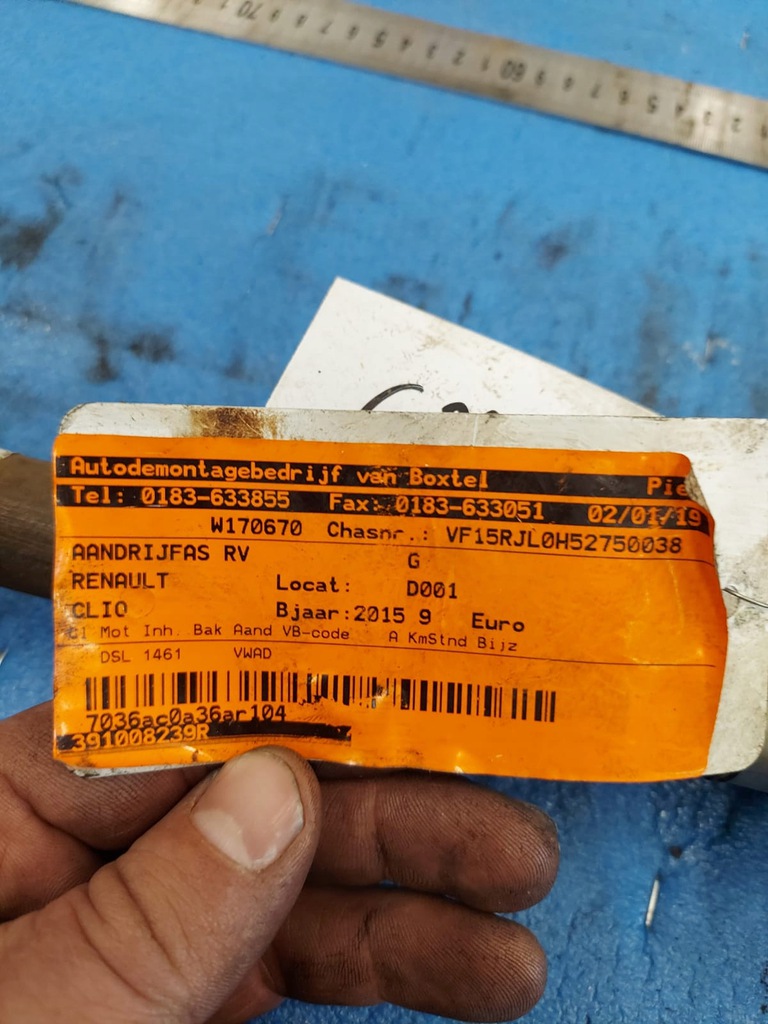 Autodemontagebedrijf van Boxtel Pie
Tel: 0183-633855 Fax: 0183-633051 02/01/19
W170670 Chasnr.: VF15RJL0H52750038
AANDRIJFAS RV G
RENAULT Locat: D001
CLIO Bjaar:2015 9 Euro
Cl Mot Inh. Bak Aand VB-code A KmStnd Bijz
DSL 1461 VWAD
7036ac0a36ar104
391008239R